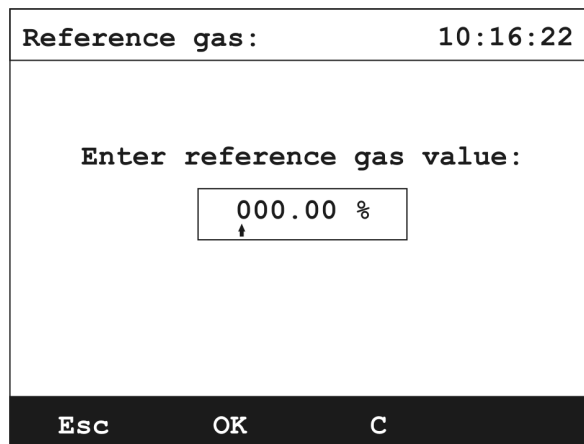 Reference gas: 10:16:22
Enter reference gas value:
000.00 %
Esc OK C